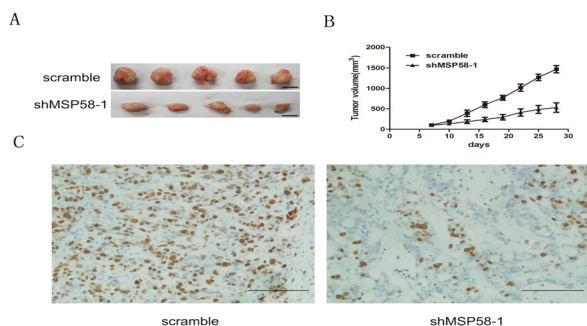 A
scramble
shMSP58-1
B
Tumor volume(mm³)
2000
1500
1000
500
0
scramble
shMSP58-1
0 5 10 15 20 25 30
days
C
scramble
shMSP58-1